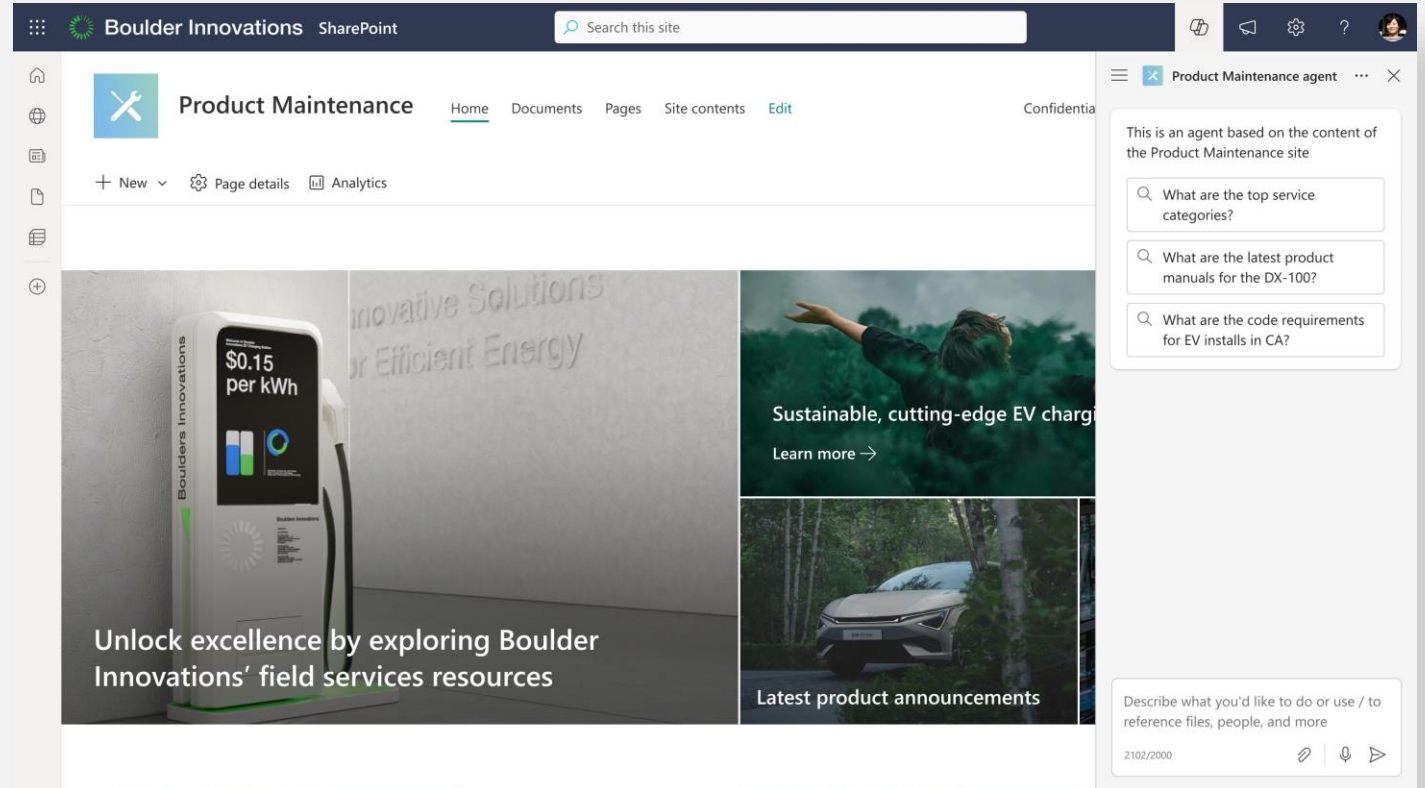 Boulder Innovations SharePoint
Search this site
?
Product Maintenance
Home Documents Pages Site contents Edit
Confidentia
New
Page details
Analytics
novative Solutions
or Efficient Energy
Boulders Innovations
$0.15
per kWh
Boulders Innovations
Unlock excellence by exploring Boulder
Innovations’ field services resources
Sustainable, cutting-edge EV chargi
Learn more →
Latest product announcements
Product Maintenance agent
This is an agent based on the content of
the Product Maintenance site
What are the top service
categories?
What are the latest product
manuals for the DX-100?
What are the code requirements
for EV installs in CA?
Describe what you'd like to do or use / to
reference files, people, and more
2102/2000